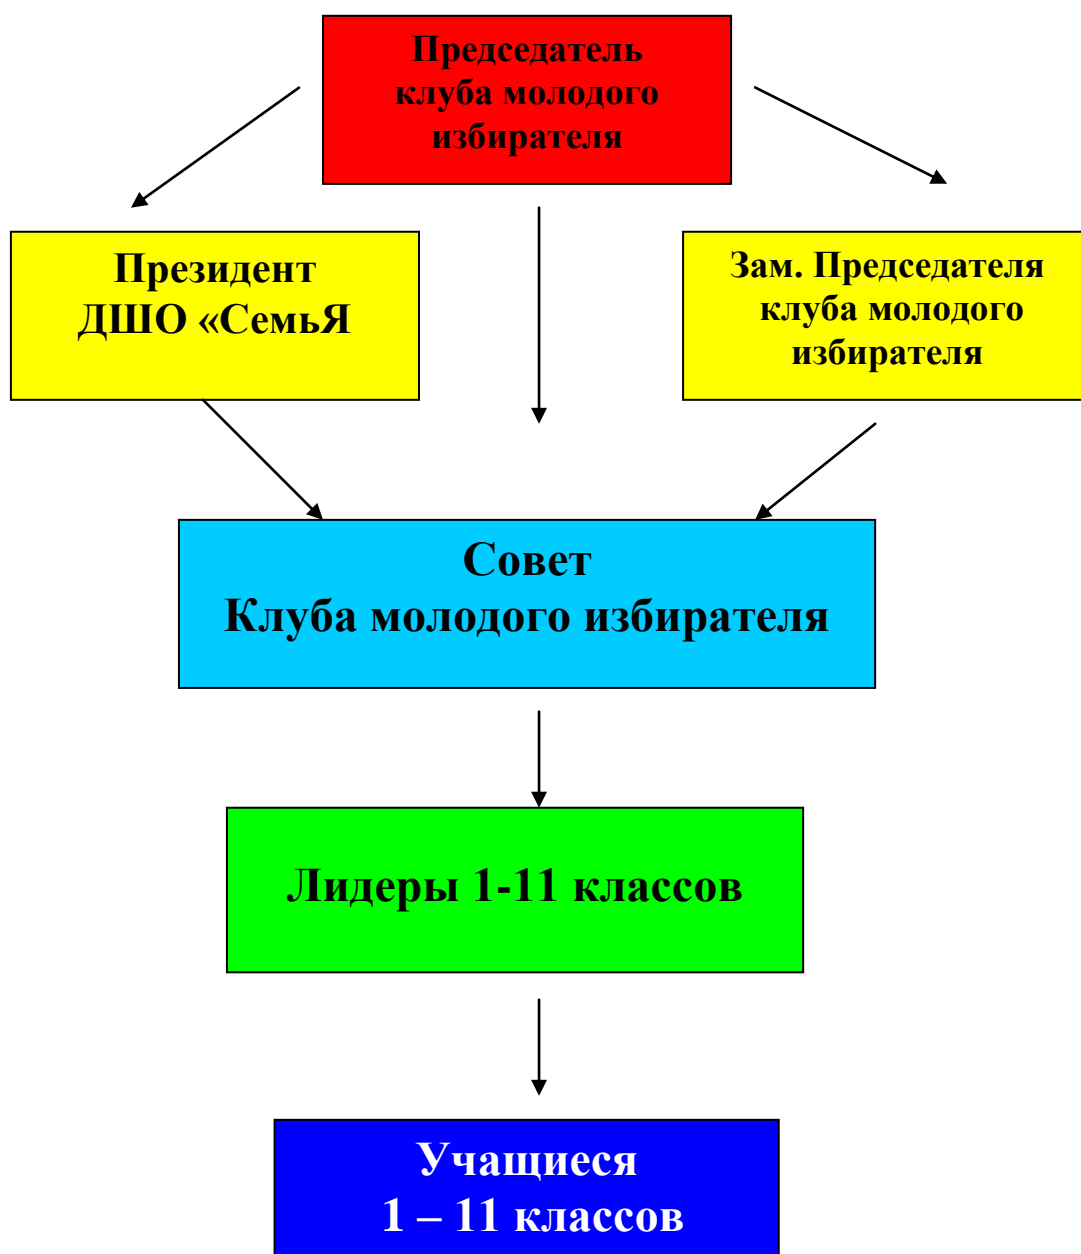 Председатель
клуба молодого
избирателя
Президент
ДШО «СемьЯ
Зам. Председателя
клуба молодого
избирателя
Совет
Клуба молодого избирателя
Лидеры 1-11 классов
Учащиеся
1 – 11 классов